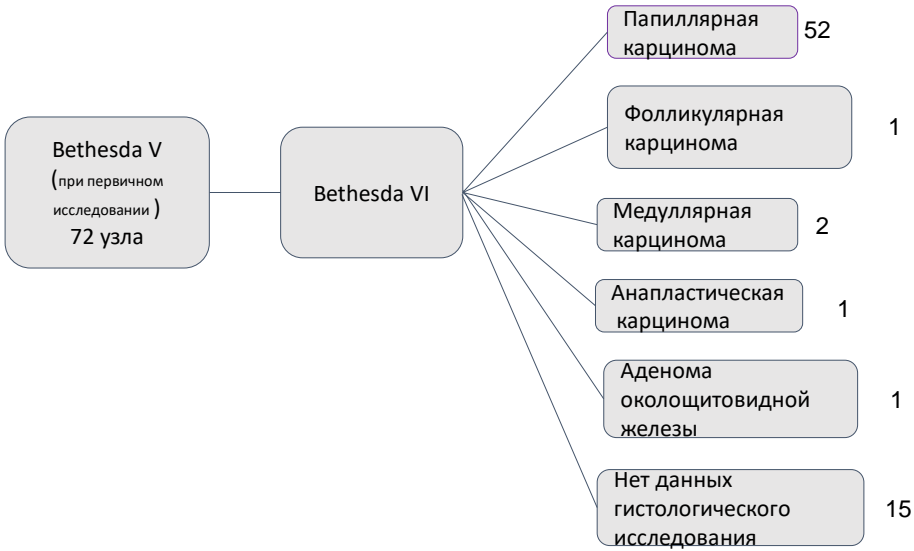 Bethesda V
(при первичном
исследовании )
72 узла
Bethesda VI
Папиллярная
карцинома
52
Фолликулярная
карцинома
1
Медуллярная
карцинома
2
Анапластическая
карцинома
1
Аденома
околощитовидной
железы
1
Нет данных
гистологического
исследования
15